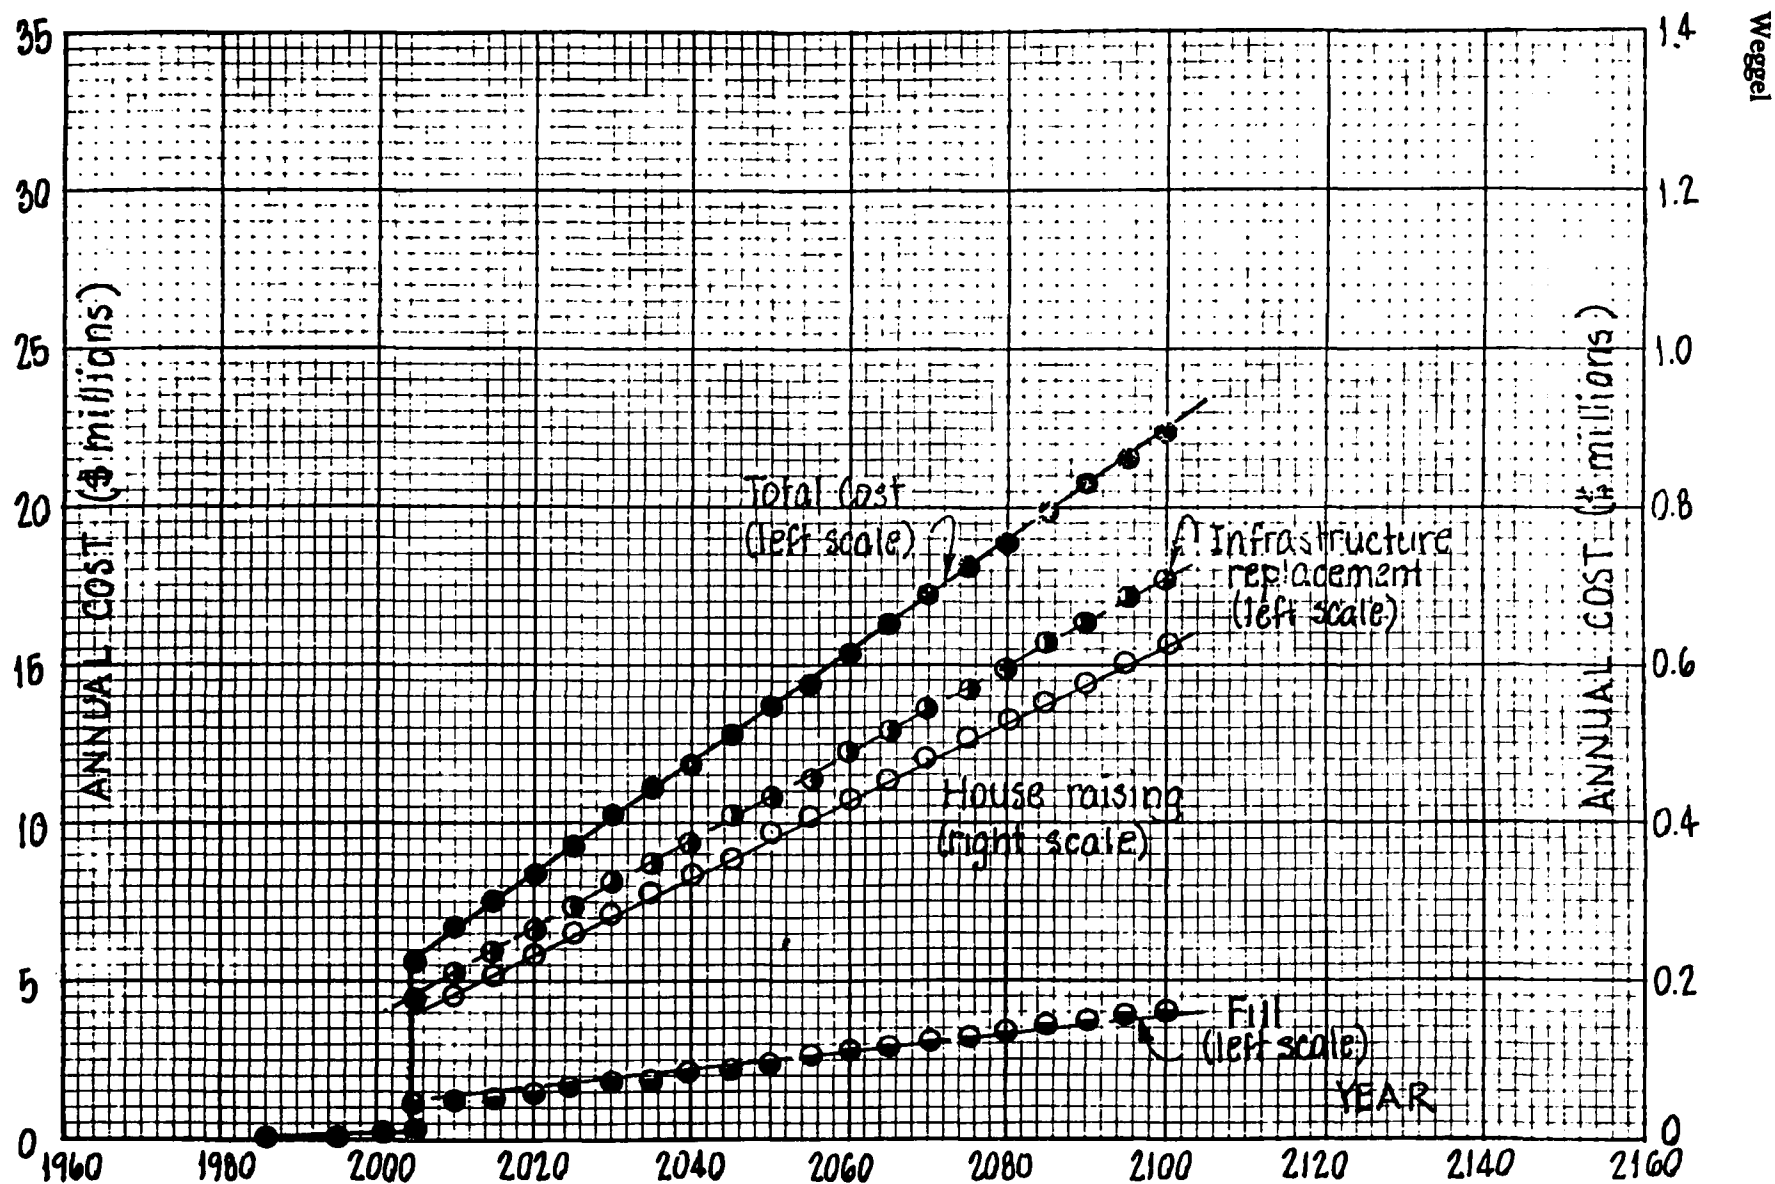 Weggel
35
30
25
20
15
10
5
0
ANNUAL COST ($ millions)
1.4
1.2
1.0
0.8
0.6
0.4
0.2
0
ANNUAL COST ($ millions)
Total Cost
(left scale)
Infrastructure
replacement
(left scale)
House raising
(right scale)
Fill
(left scale)
YEAR
1960 1980 2000 2020 2040 2060 2080 2100 2120 2140 2160